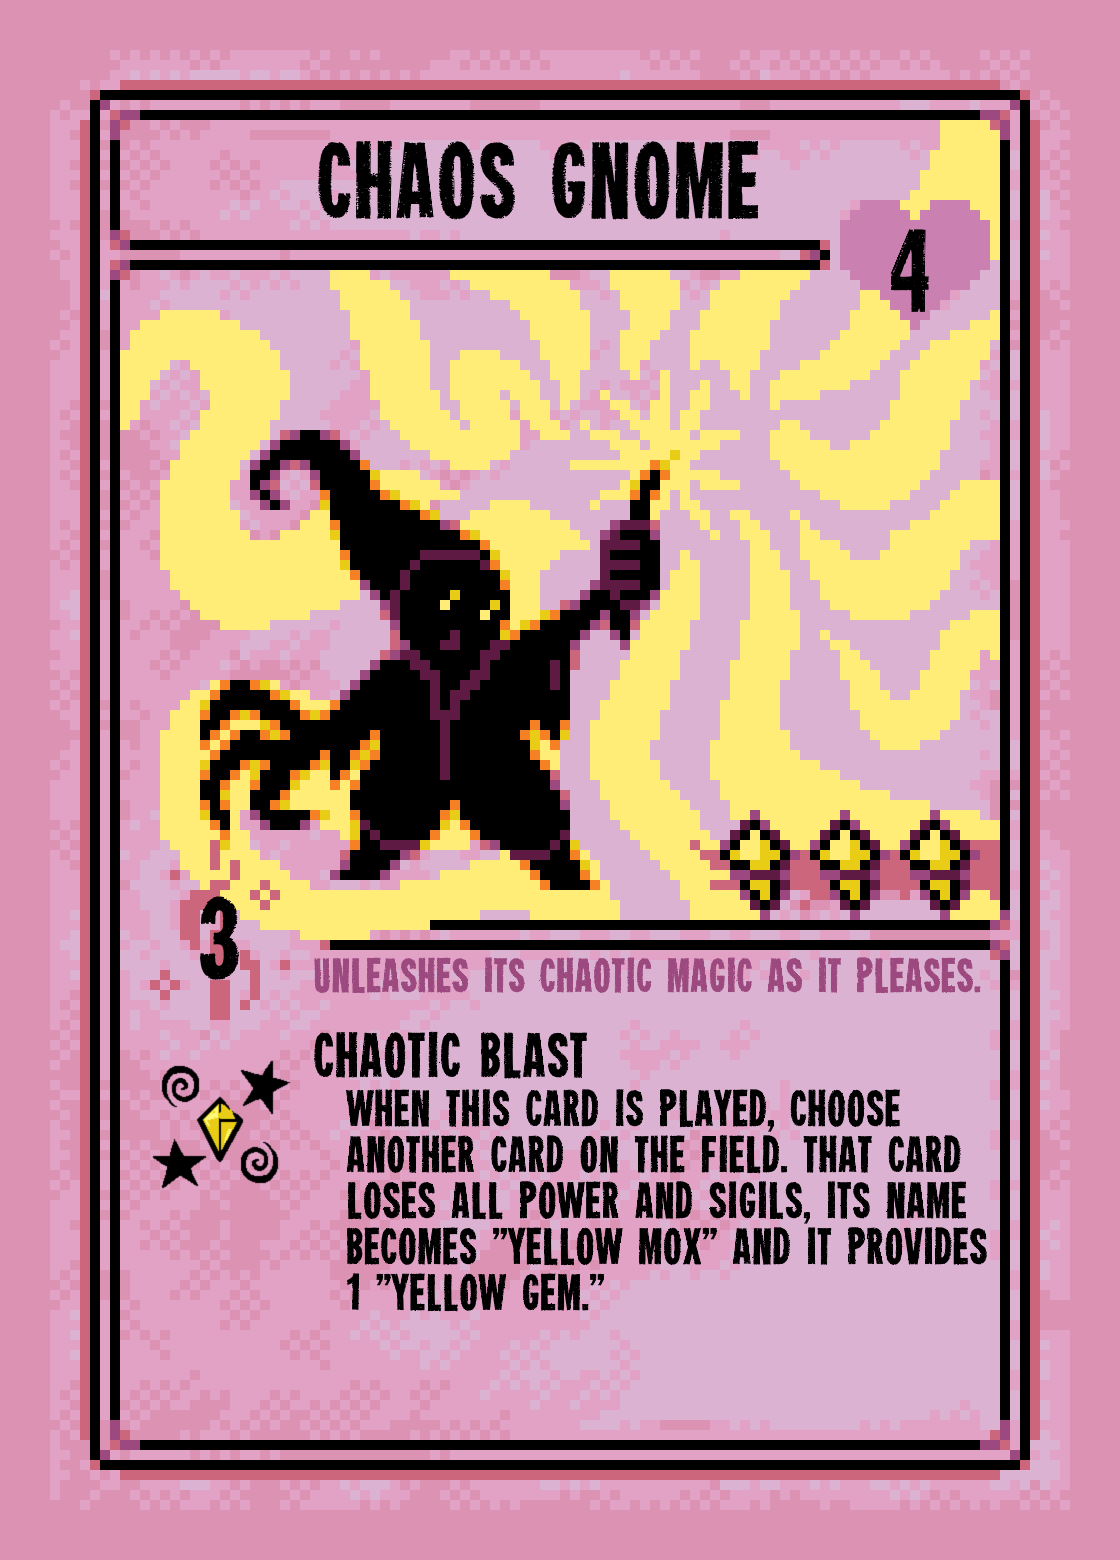 CHAOS GNOME
4
3
UNLEASHES ITS CHAOTIC MAGIC AS IT PLEASES.
CHAOTIC BLAST
WHEN THIS CARD IS PLAYED, CHOOSE
ANOTHER CARD ON THE FIELD. THAT CARD
LOSES ALL POWER AND SIGILS, ITS NAME
BECOMES "YELLOW MOX" AND IT PROVIDES
1 "YELLOW GEM."